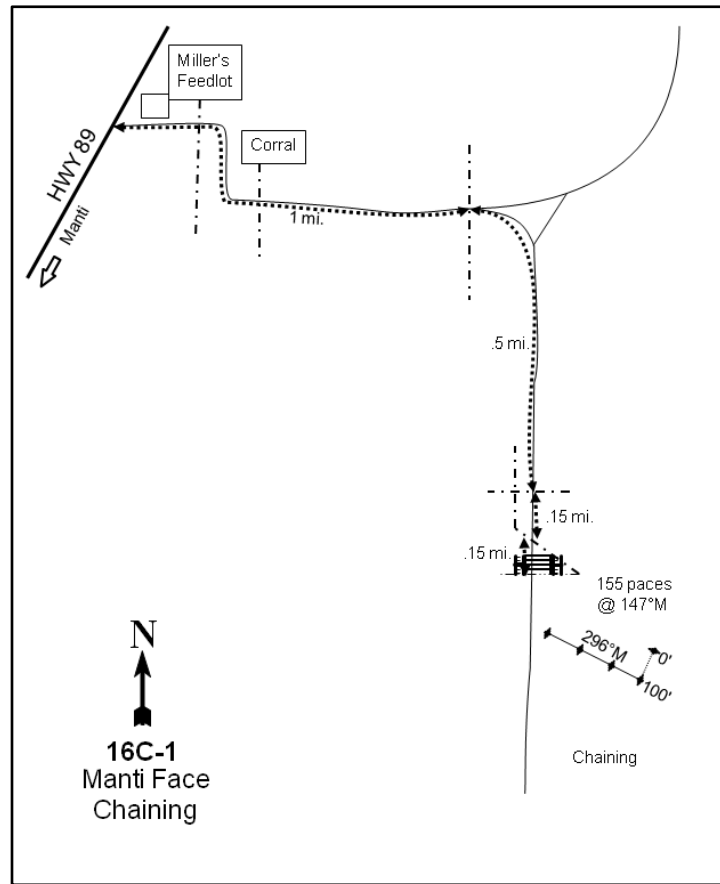 Miller's
Feedlot
HWY 89
Manti
Corral
1 mi.
.5 mi.
.15 mi.
.15 mi.
155 paces
@ 147°M
296°M
0'
100'
N
16C-1
Manti Face
Chaining
Chaining